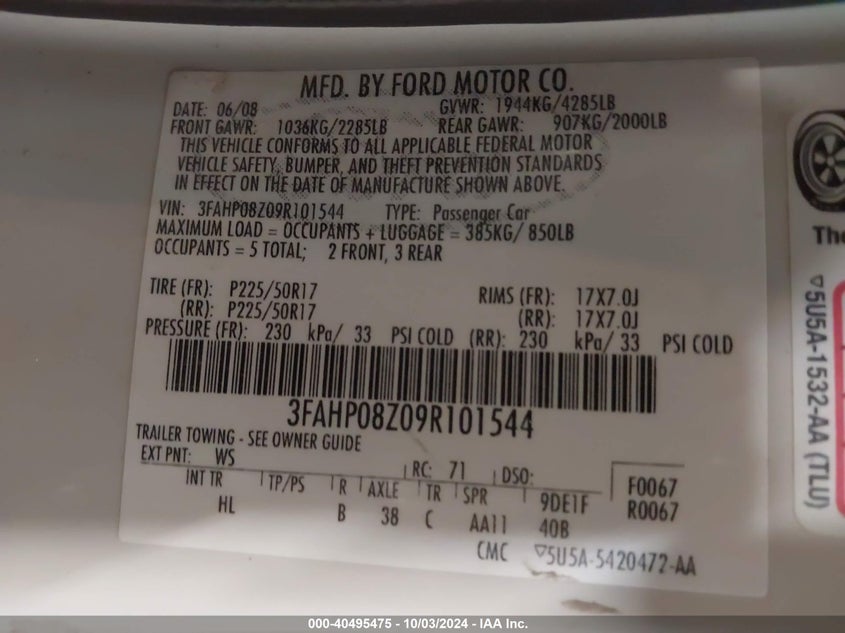 MFD. BY FORD MOTOR CO.
DATE: 06/08 GVWR: 1944KG/4285LB
FRONT GAWR: 1036KG/2285LB REAR GAWR: 907KG/2000LB
THIS VEHICLE CONFORMS TO ALL APPLICABLE FEDERAL MOTOR
VEHICLE SAFETY, BUMPER, AND THEFT PREVENTION STANDARDS
IN EFFECT ON THE DATE OF MANUFACTURE SHOWN ABOVE.
VIN: 3FAHP08Z09R101544 TYPE: Passenger Car
MAXIMUM LOAD = OCCUPANTS + LUGGAGE = 385KG/ 850LB
OCCUPANTS = 5 TOTAL; 2 FRONT, 3 REAR
TIRE (FR): P225/50R17 RIMS (FR): 17X7.0J
(RR): P225/50R17 (RR): 17X7.0J
PRESSURE (FR): 230 kPa/ 33 PSI COLD (RR): 230 kPa/ 33 PSI COLD
3FAHP08Z09R101544
TRAILER TOWING - SEE OWNER GUIDE
EXT PNT: WS RC: 71 DSO:
INT TR TP/PS R AXLE TR SPR 9DE1F F0067
HL B 38 C AA11 40B R0067
CMC ▽5U5A-5420472-AA
The
▽5U5A-1532-AA (TLU)
000-40495475 - 10/03/2024 - IAA Inc.